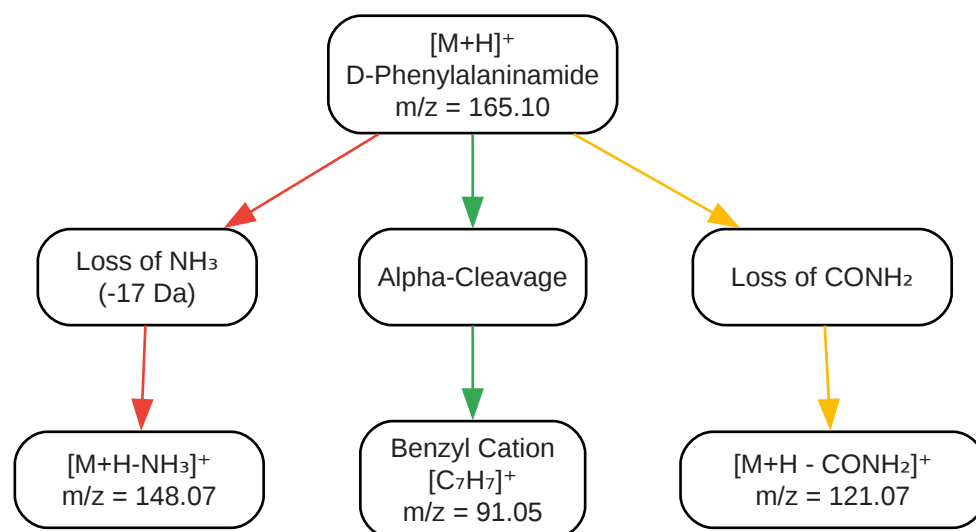 [M+H]⁺
D-Phenylalaninamide
m/z = 165.10
Loss of NH₃
(-17 Da)
Alpha-Cleavage
Loss of CONH₂
[M+H-NH₃]⁺
m/z = 148.07
Benzyl Cation
[C₇H₇]⁺
m/z = 91.05
[M+H - CONH₂]⁺
m/z = 121.07